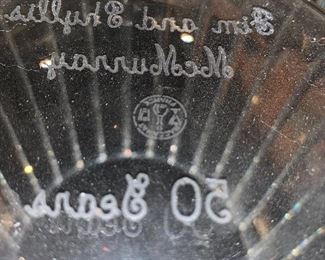 Jim and Phyllis
McMurray
50 Years